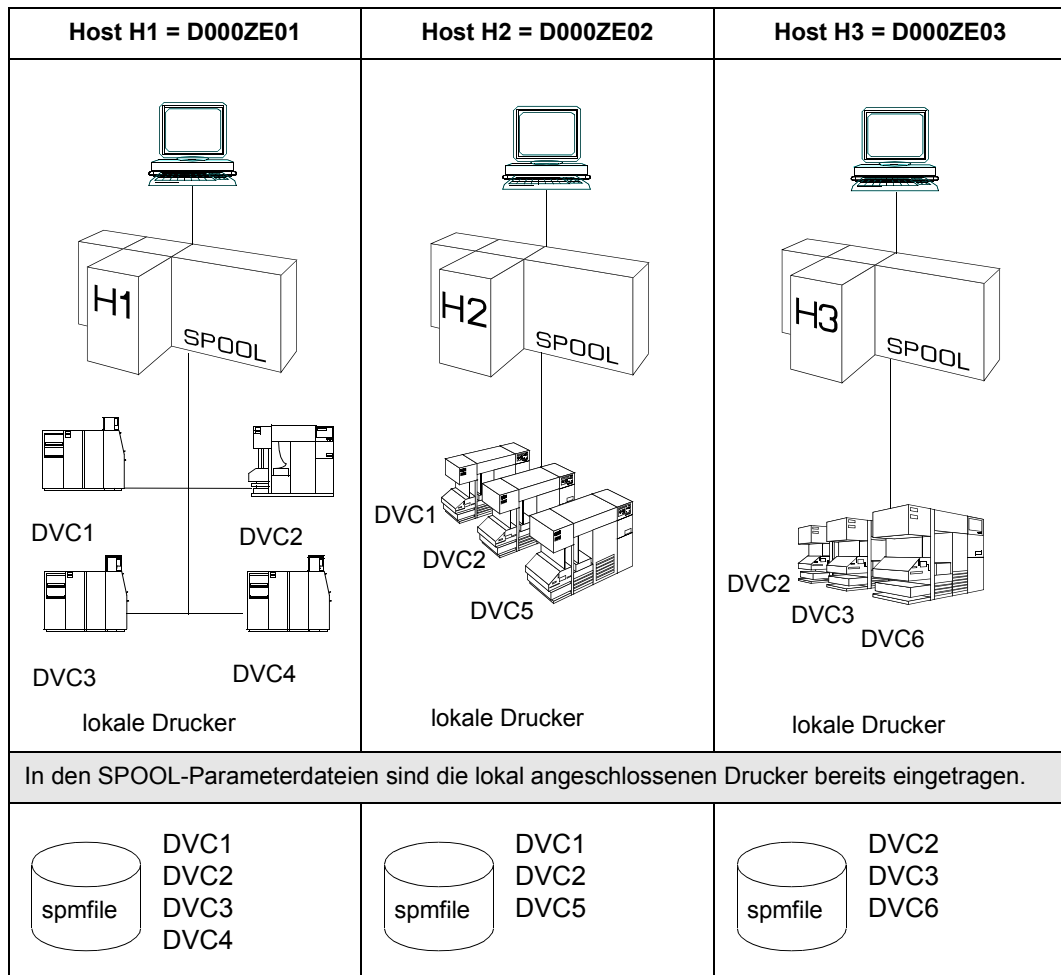 Host H1 = D000ZE01
Host H2 = D000ZE02
Host H3 = D000ZE03
H1
SPOOL
H2
SPOOL
H3
SPOOL
DVC1
DVC2
DVC3
DVC4
lokale Drucker
DVC1
DVC2
DVC5
lokale Drucker
DVC2
DVC3
DVC6
lokale Drucker
In den SPOOL-Parameterdateien sind die lokal angeschlossenen Drucker bereits eingetragen.
spmfile
DVC1
DVC2
DVC3
DVC4
spmfile
DVC1
DVC2
DVC5
spmfile
DVC2
DVC3
DVC6